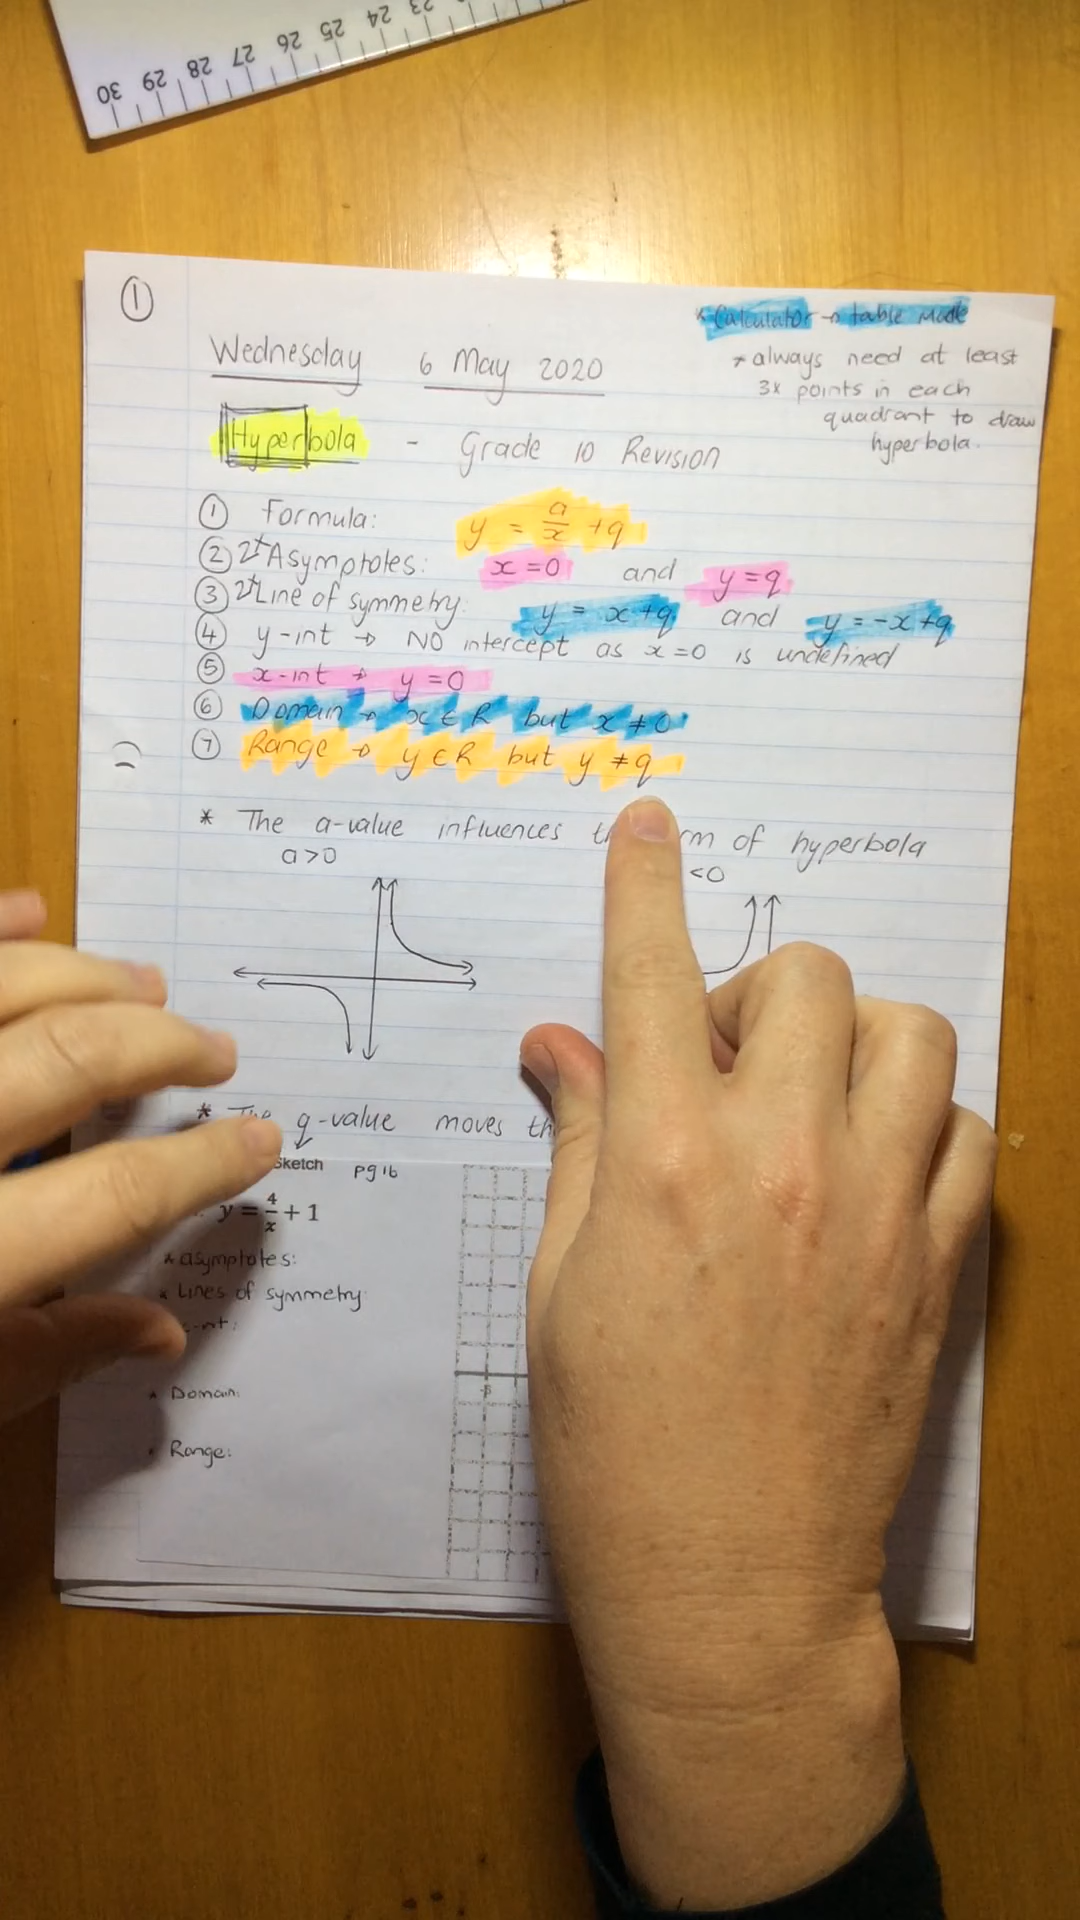 30 29 28 27 26 25 24 23
①
* Calculator → table mode
* always need at least
3x points in each
quadrant to draw
hyperbola.
Wednesday 6 May 2020
Hyperbola - Grade 10 Revision
① Formula: y = a/x + q
② 2x Asymptotes: x = 0 and y = q
③ 2x Line of symmetry: y = x + q and y = -x + q
④ y-int → NO intercept as x = 0 is undefined
⑤ x-int → y = 0
⑥ Domain → x ∈ R but x ≠ 0
⑦ Range → y ∈ R but y ≠ q
* The a-value influences rm of hyperbola
a>0 <0
* The q-value moves
Sketch pg 16
y = 4/x + 1
* asymptotes:
* Lines of symmetry:
-int:
* Domain:
* Range: